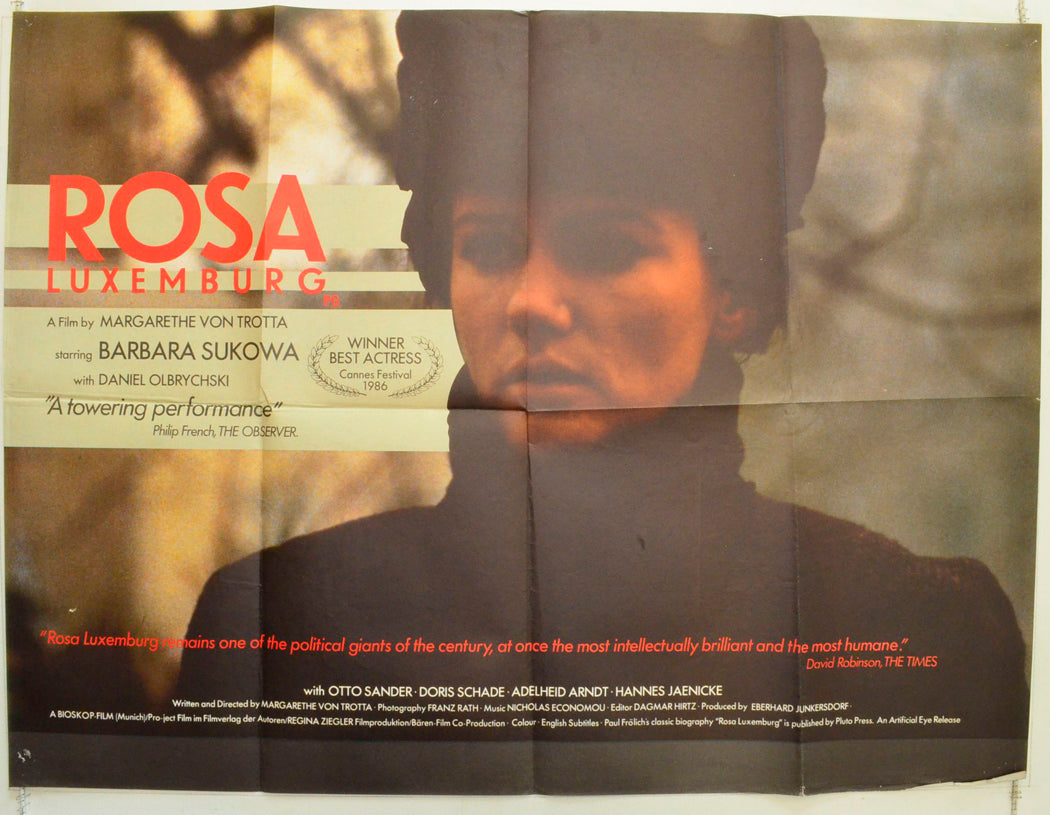 ROSA
LUXEMBURG
PG
A Film by MARGARETHE VON TROTTA
starring BARBARA SUKOWA
with DANIEL OLBRYCHSKI
WINNER
BEST ACTRESS
Cannes Festival
1986
"A towering performance"
Philip French, THE OBSERVER.
"Rosa Luxemburg remains one of the political giants of the century, at once the most intellectually brilliant and the most humane."
David Robinson, THE TIMES
with OTTO SANDER · DORIS SCHADE · ADELHEID ARNDT · HANNES JAENICKE
Written and Directed by MARGARETHE VON TROTTA · Photography FRANZ RATH · Music NICHOLAS ECONOMOU · Editor DAGMAR HIRTZ · Produced by EBERHARD JUNKERSDORF ·
A BIOSKOP-FILM (Munich)/Pro-ject Film im Filmverlag der Autoren/REGINA ZIEGLER Filmproduktion/Bären-Film Co-Production · Colour · English Subtitles · Paul Frölich's classic biography "Rosa Luxemburg" is published by Pluto Press. An Artificial Eye Release